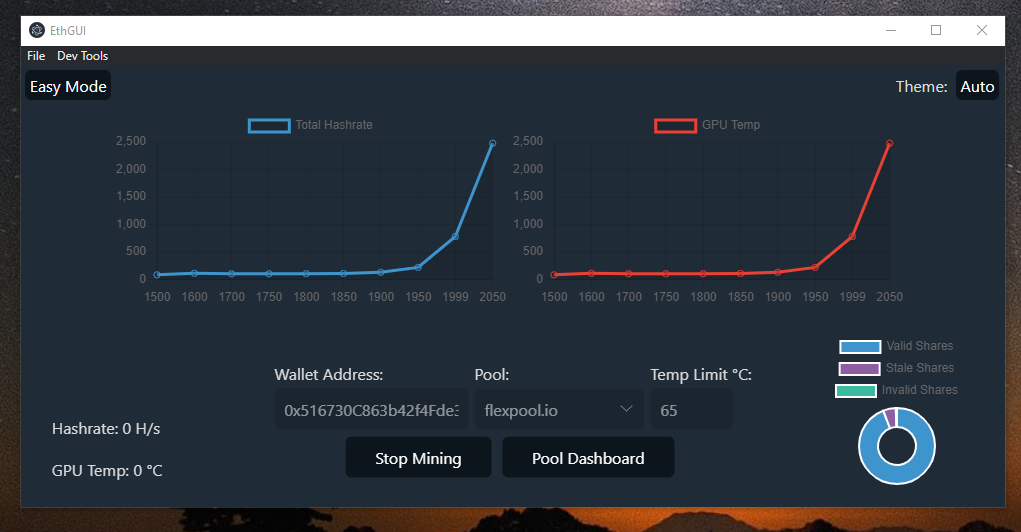 EthGUI
File Dev Tools
Easy Mode
Theme: Auto
Total Hashrate
2,500
2,000
1,500
1,000
500
0
1500 1600 1700 1750 1800 1850 1900 1950 1999 2050
GPU Temp
2,500
2,000
1,500
1,000
500
0
1500 1600 1700 1750 1800 1850 1900 1950 1999 2050
Valid Shares
Stale Shares
Invalid Shares
Wallet Address: Pool: Temp Limit °C:
0x516730C863b42f4Fde3 flexpool.io 65
Hashrate: 0 H/s
Stop Mining Pool Dashboard
GPU Temp: 0 °C